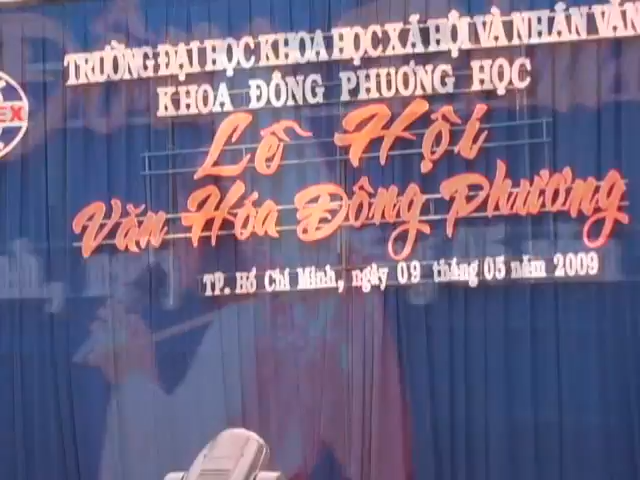 TRƯỜNG ĐẠI HỌC KHOA HỌC XÃ HỘI VÀ NHÂN VĂN
KHOA ĐÔNG PHƯƠNG HỌC
EX
Lễ Hội
Văn Hóa Đông Phương
TP. Hồ Chí Minh, ngày 09 tháng 05 năm 2009